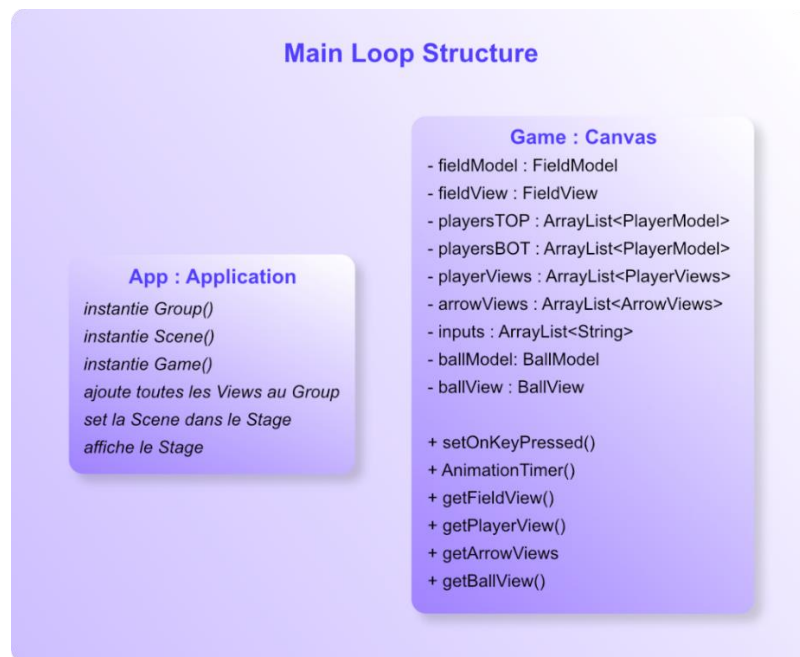 Main Loop Structure
App : Application
instantie Group()
instantie Scene()
instantie Game()
ajoute toutes les Views au Group
set la Scene dans le Stage
affiche le Stage
Game : Canvas
- fieldModel : FieldModel
- fieldView : FieldView
- playersTOP : ArrayList<PlayerModel>
- playersBOT : ArrayList<PlayerModel>
- playerViews : ArrayList<PlayerViews>
- arrowViews : ArrayList<ArrowViews>
- inputs : ArrayList<String>
- ballModel: BallModel
- ballView : BallView
+ setOnKeyPressed()
+ AnimationTimer()
+ getFieldView()
+ getPlayerView()
+ getArrowViews
+ getBallView()